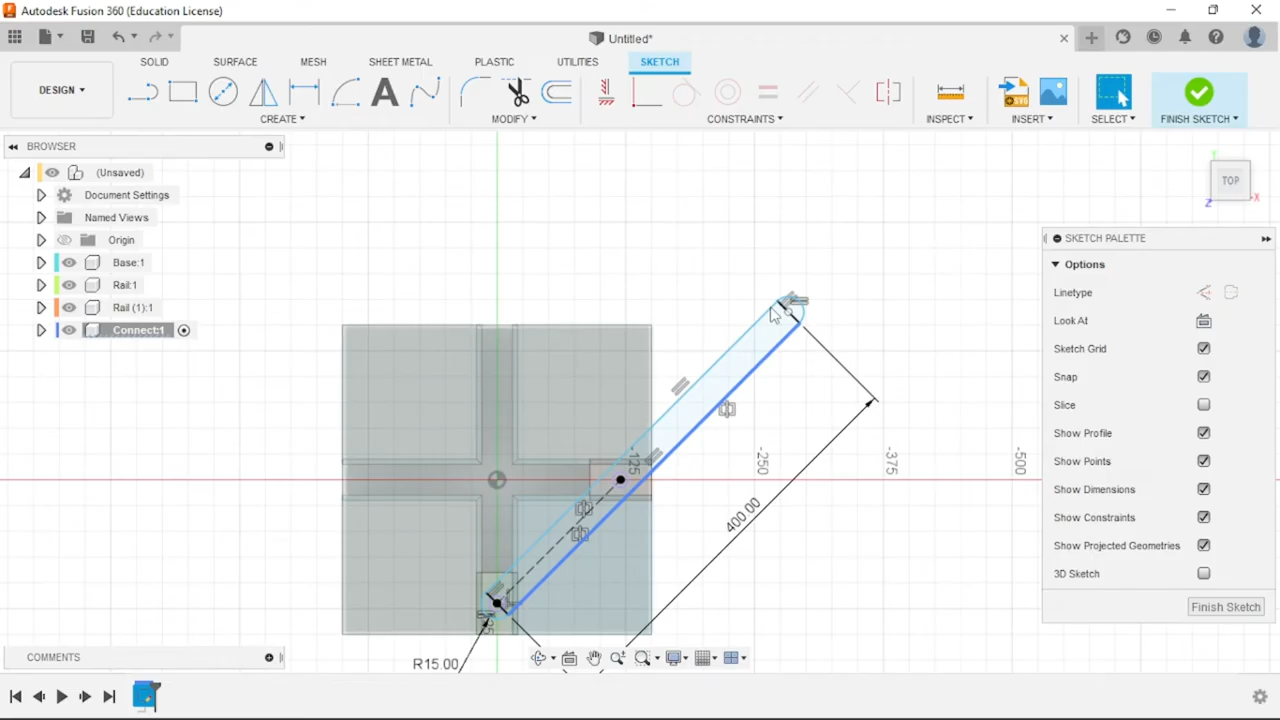 Autodesk Fusion 360 (Education License)
Untitled*
SOLID SURFACE MESH SHEET METAL PLASTIC UTILITIES SKETCH
DESIGN
CREATE MODIFY CONSTRAINTS INSPECT INSERT SELECT FINISH SKETCH
BROWSER
(Unsaved)
Document Settings
Named Views
Origin
Base:1
Rail:1
Rail (1):1
Connect:1
TOP
Y
Z
X
SKETCH PALETTE
Options
Linetype
Look At
Sketch Grid
Snap
Slice
Show Profile
Show Points
Show Dimensions
Show Constraints
Show Projected Geometries
3D Sketch
Finish Sketch
-125
-250
-375
-500
400.00
R15.00
COMMENTS